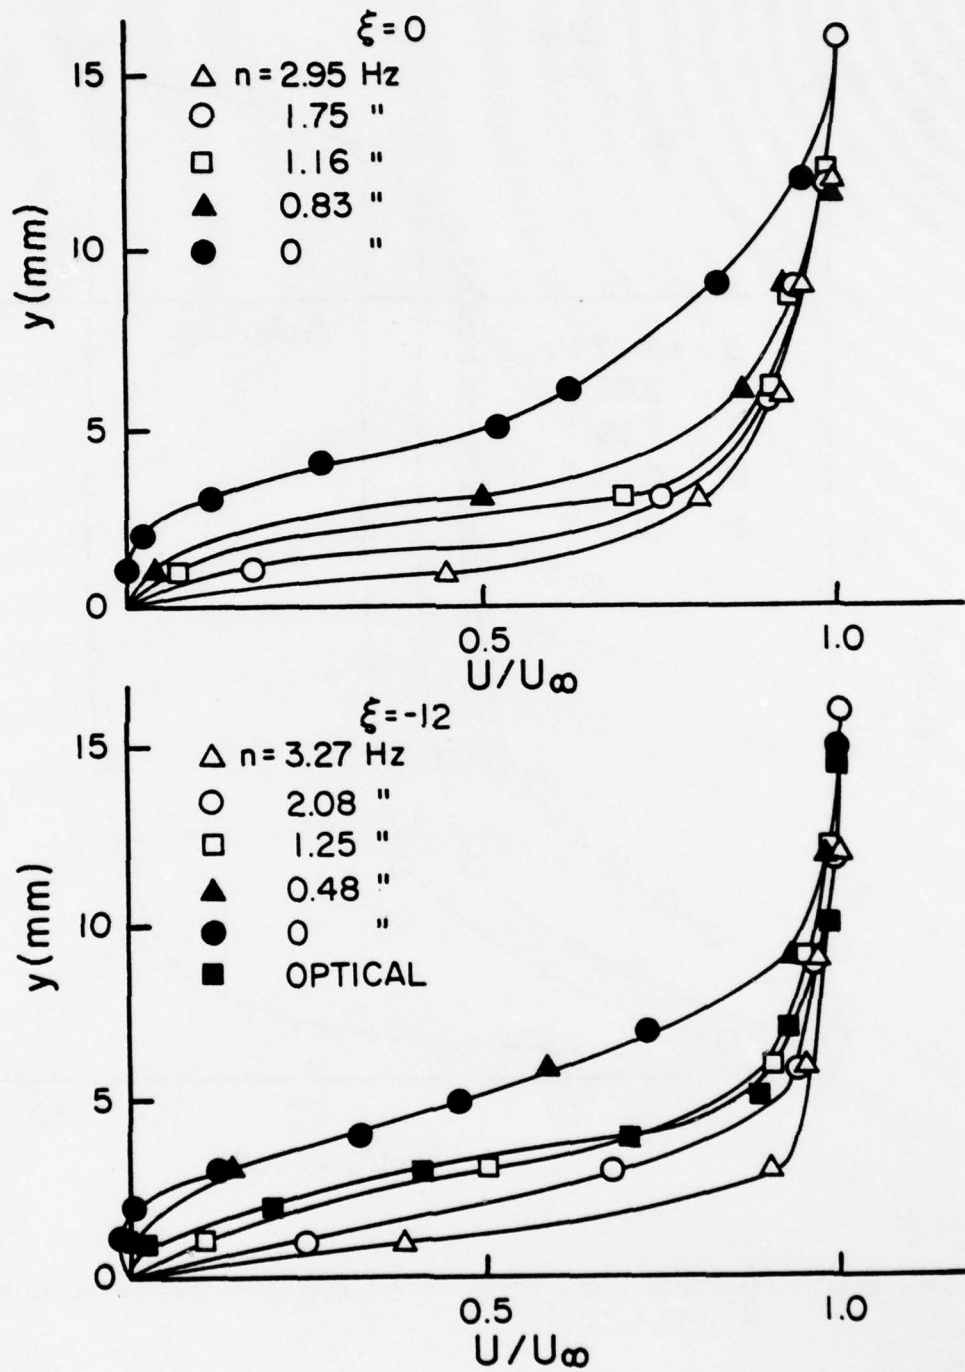 ξ=0
15
△ n=2.95 Hz
○ 1.75 "
□ 1.16 "
▲ 0.83 "
● 0 "
10
y(mm)
5
0
0.5
1.0
U/U∞
ξ=-12
15
△ n=3.27 Hz
○ 2.08 "
□ 1.25 "
▲ 0.48 "
● 0 "
■ OPTICAL
10
y(mm)
5
0
0.5
1.0
U/U∞